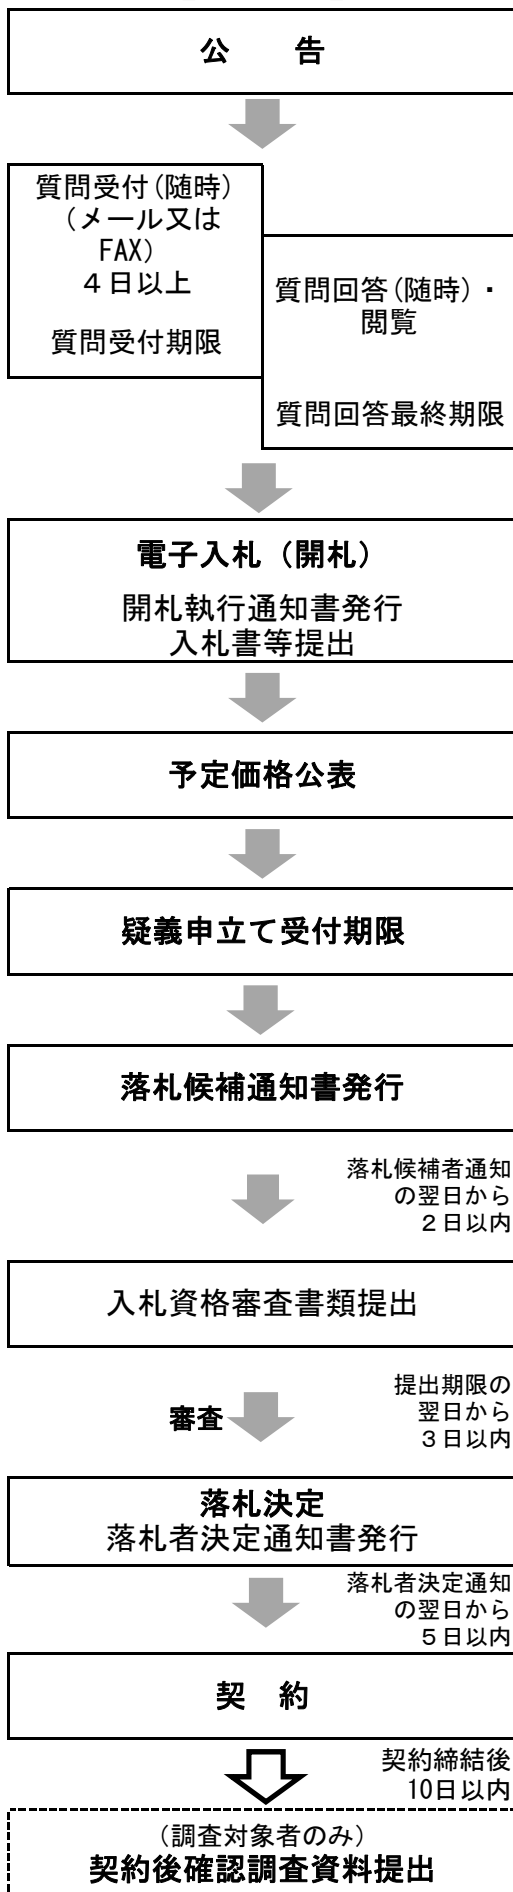 公　　告
質問受付(随時)
(メール又は
FAX)
４日以上
質問受付期限
質問回答(随時)・
閲覧
質問回答最終期限
電子入札（開札）
開札執行通知書発行
入札書等提出
予定価格公表
疑義申立て受付期限
落札候補通知書発行
落札候補者通知
の翌日から
２日以内
入札資格審査書類提出
審査
提出期限の
翌日から
３日以内
落札決定
落札者決定通知書発行
落札者決定通知
の翌日から
５日以内
契　約
契約締結後
10日以内
(調査対象者のみ)
契約後確認調査資料提出